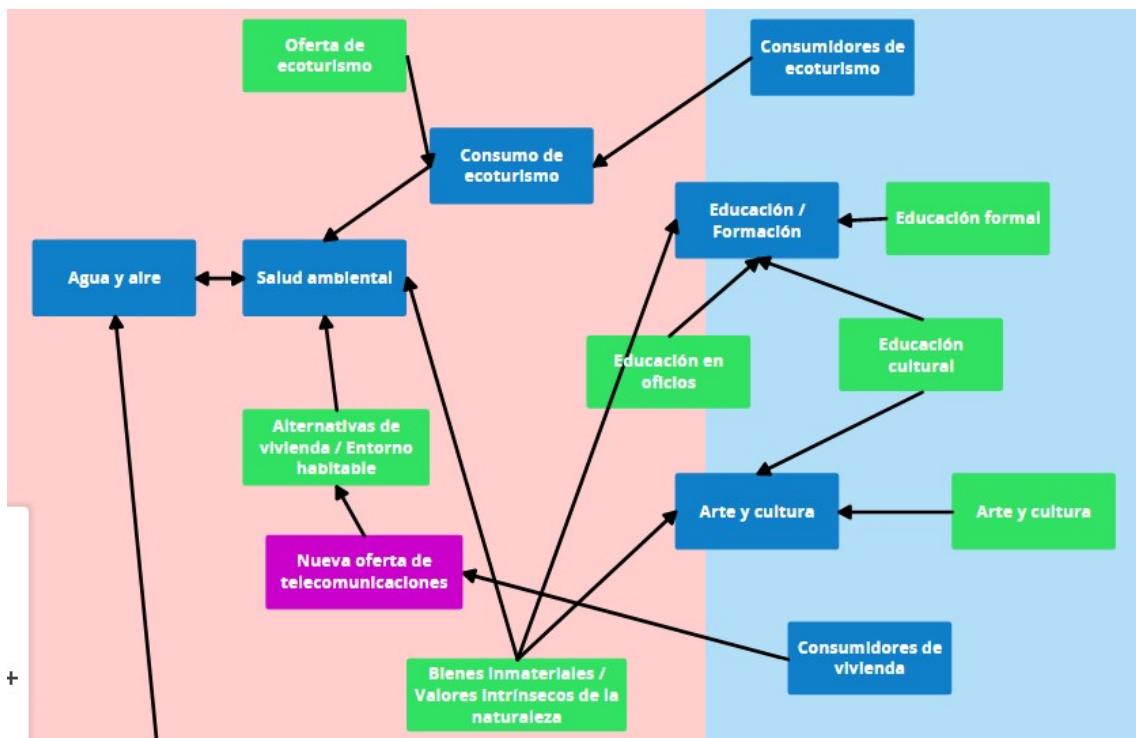 Oferta de
ecoturismo
Consumidores de
ecoturismo
Consumo de
ecoturismo
Educación /
Formación
Educación formal
Agua y aire
Salud ambiental
Educación en
oficios
Educación
cultural
Alternativas de
vivienda / Entorno
habitable
Arte y cultura
Arte y cultura
Nueva oferta de
telecomunicaciones
Consumidores de
vivienda
Bienes inmateriales /
Valores intrínsecos de la
naturaleza
+